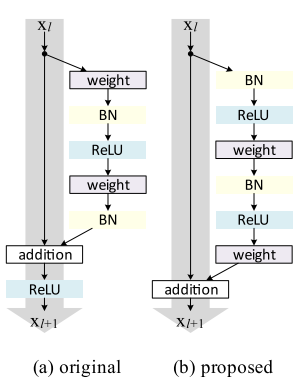 x_l
weight
BN
ReLU
weight
BN
addition
ReLU
x_{l+1}
(a) original
x_l
BN
ReLU
weight
BN
ReLU
weight
addition
x_{l+1}
(b) proposed